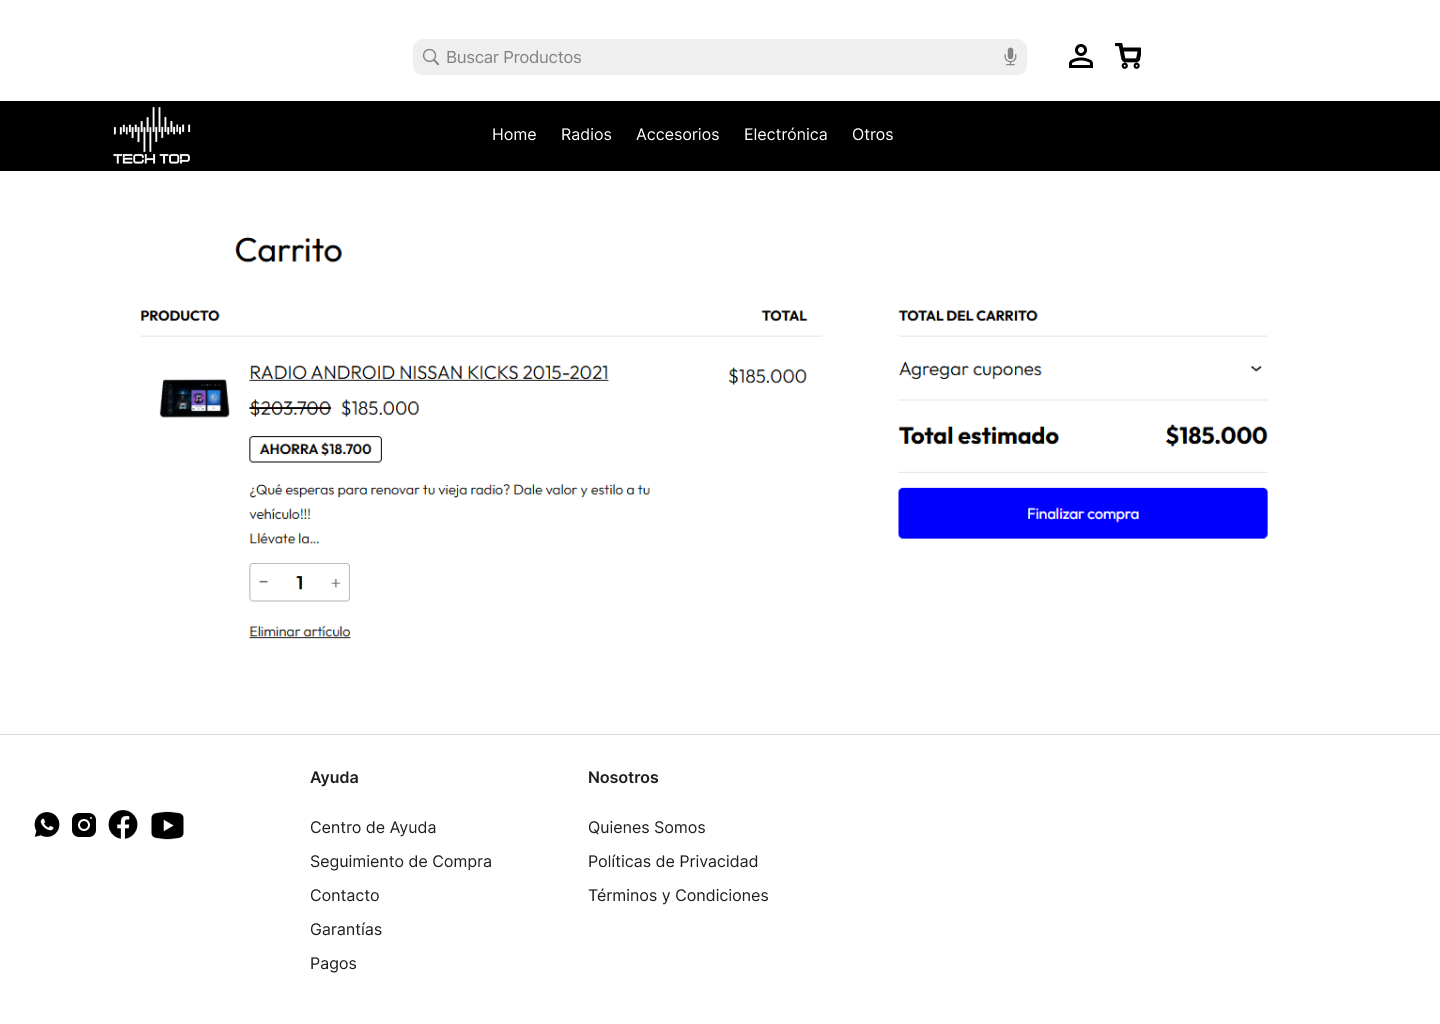 Buscar Productos
TECH TOP
Home Radios Accesorios Electrónica Otros
Carrito
PRODUCTO TOTAL
RADIO ANDROID NISSAN KICKS 2015-2021 $185.000
$203.700 $185.000
AHORRA $18.700
¿Qué esperas para renovar tu vieja radio? Dale valor y estilo a tu
vehículo!!!
Llévate la...
− 1 +
Eliminar artículo
TOTAL DEL CARRITO
Agregar cupones
Total estimado $185.000
Finalizar compra
Ayuda
Centro de Ayuda
Seguimiento de Compra
Contacto
Garantías
Pagos
Nosotros
Quienes Somos
Políticas de Privacidad
Términos y Condiciones